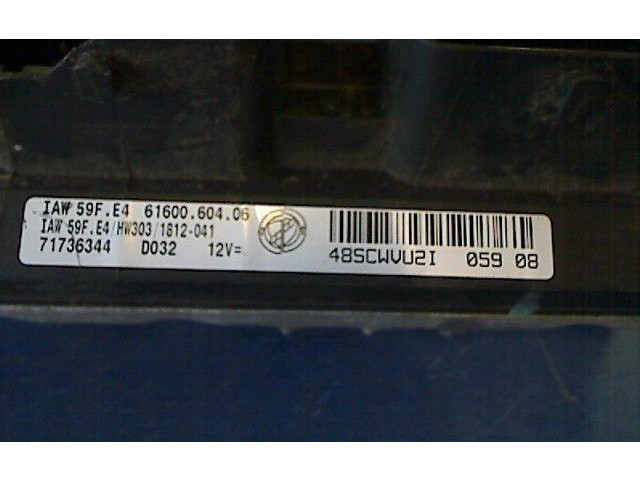 IAW 59F.E4 61600.604.06
IAW 59F.E4/HW303/1812-041
71736344 D032 12V=
48SCWVU2I 059 08